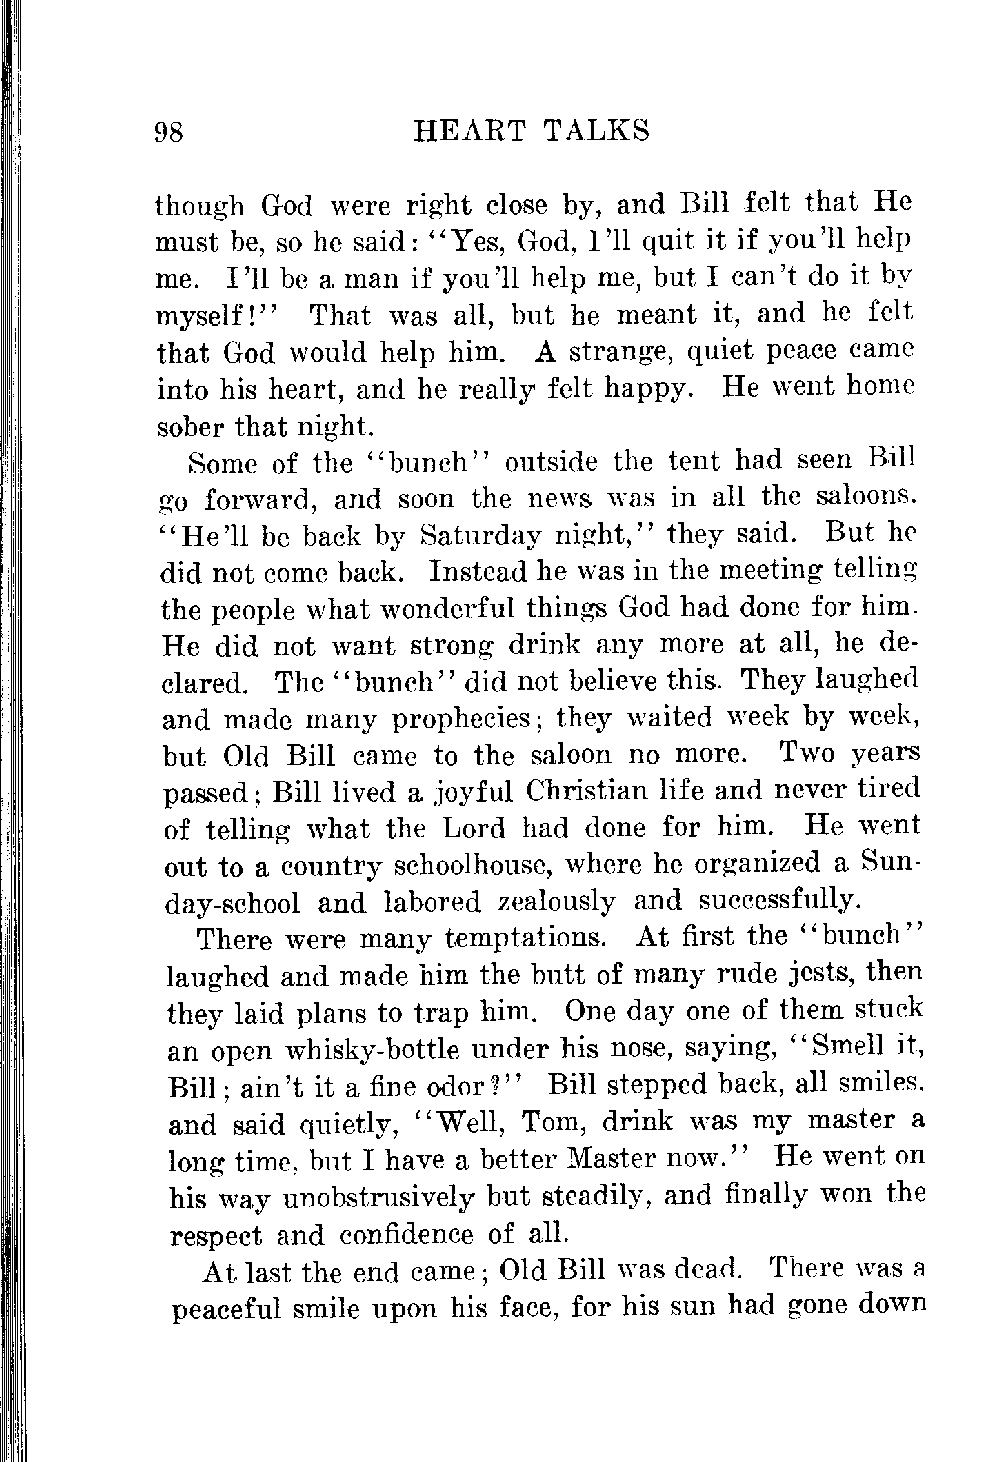 98 HEART TALKS
though God were right close by, and Bill felt that He
must be, so he said: "Yes, God, I'll quit it if you'll help
me. I'll be a man if you'll help me, but I can't do it by
myself!" That was all, but he meant it, and he felt
that God would help him. A strange, quiet peace came
into his heart, and he really felt happy. He went home
sober that night.
Some of the "bunch" outside the tent had seen Bill
go forward, and soon the news was in all the saloons.
"He'll be back by Saturday night," they said. But he
did not come back. Instead he was in the meeting telling
the people what wonderful things God had done for him.
He did not want strong drink any more at all, he de-
clared. The "bunch" did not believe this. They laughed
and made many prophecies; they waited week by week,
but Old Bill came to the saloon no more. Two years
passed; Bill lived a joyful Christian life and never tired
of telling what the Lord had done for him. He went
out to a country schoolhouse, where he organized a Sun-
day-school and labored zealously and successfully.
There were many temptations. At first the "bunch"
laughed and made him the butt of many rude jests, then
they laid plans to trap him. One day one of them stuck
an open whisky-bottle under his nose, saying, "Smell it,
Bill; ain't it a fine odor?" Bill stepped back, all smiles,
and said quietly, "Well, Tom, drink was my master a
long time, but I have a better Master now." He went on
his way unobstrusively but steadily, and finally won the
respect and confidence of all.
At last the end came; Old Bill was dead. There was a
peaceful smile upon his face, for his sun had gone down